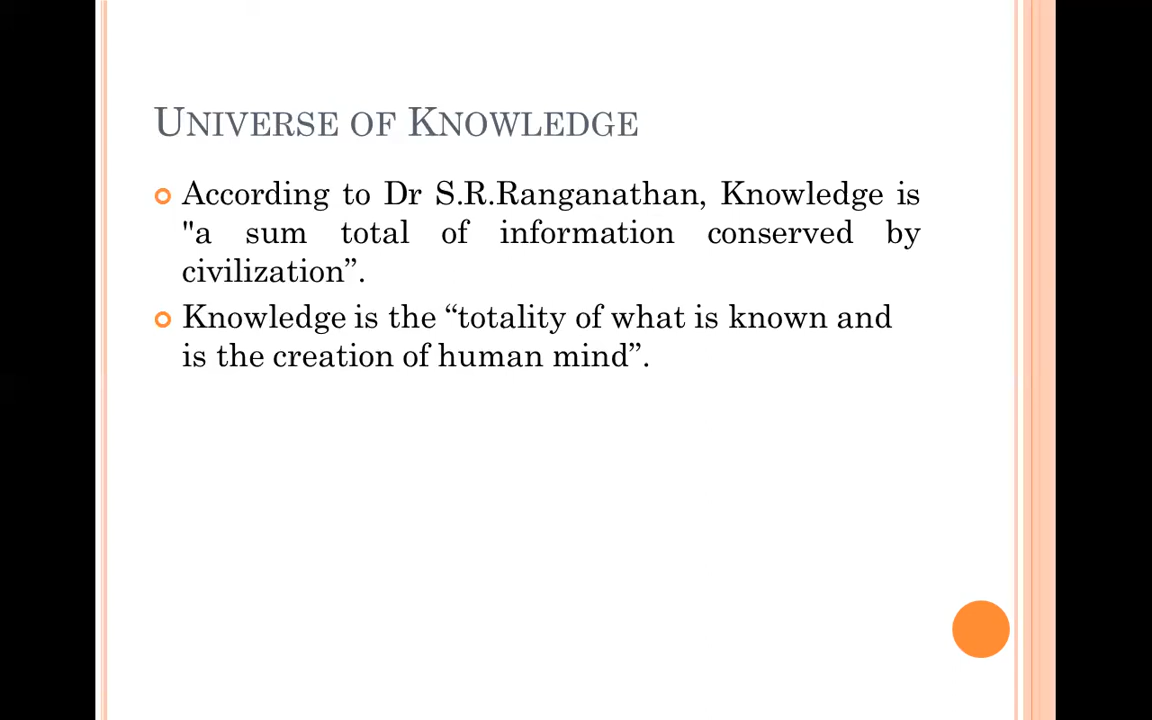 UNIVERSE OF KNOWLEDGE
According to Dr S.R.Ranganathan, Knowledge is
"a sum total of information conserved by
civilization”.
Knowledge is the “totality of what is known and
is the creation of human mind”.